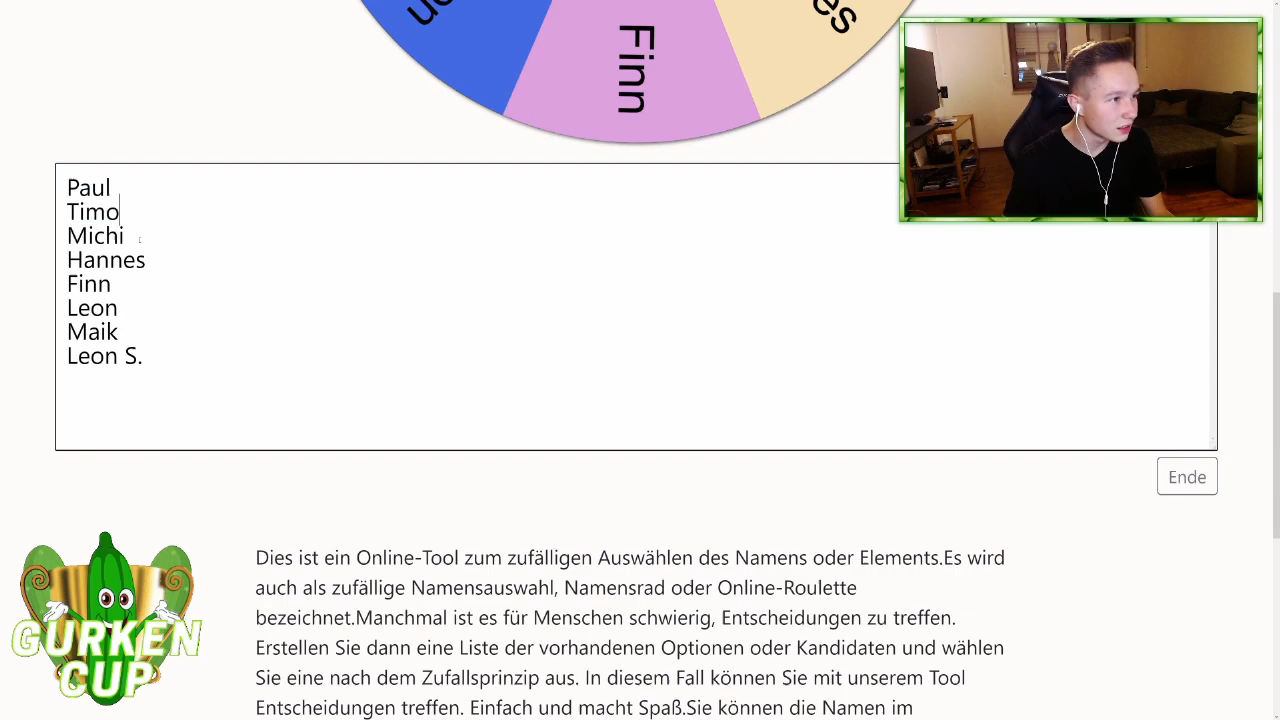 Finn
es
Paul
Timo
Michi
Hannes
Finn
Leon
Maik
Leon S.
Ende
GURKEN
CUP
Dies ist ein Online-Tool zum zufälligen Auswählen des Namens oder Elements.Es wird
auch als zufällige Namensauswahl, Namensrad oder Online-Roulette
bezeichnet.Manchmal ist es für Menschen schwierig, Entscheidungen zu treffen.
Erstellen Sie dann eine Liste der vorhandenen Optionen oder Kandidaten und wählen
Sie eine nach dem Zufallsprinzip aus. In diesem Fall können Sie mit unserem Tool
Entscheidungen treffen. Einfach und macht Spaß.Sie können die Namen im